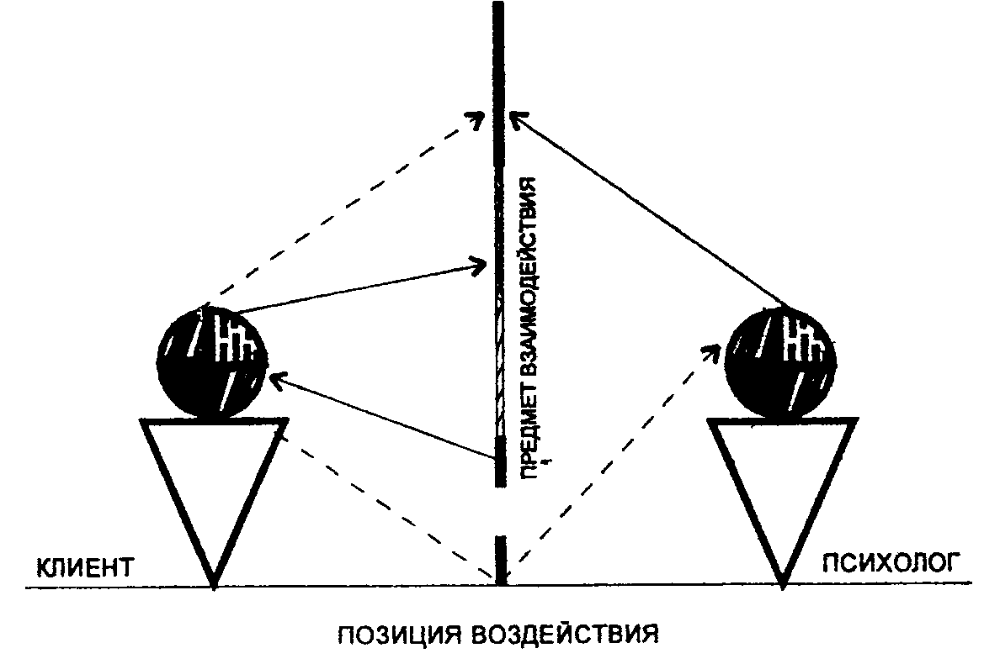 ПРЕДМЕТ ВЗАИМОДЕЙСТВИЯ
КЛИЕНТ
ПСИХОЛОГ
ПОЗИЦИЯ ВОЗДЕЙСТВИЯ